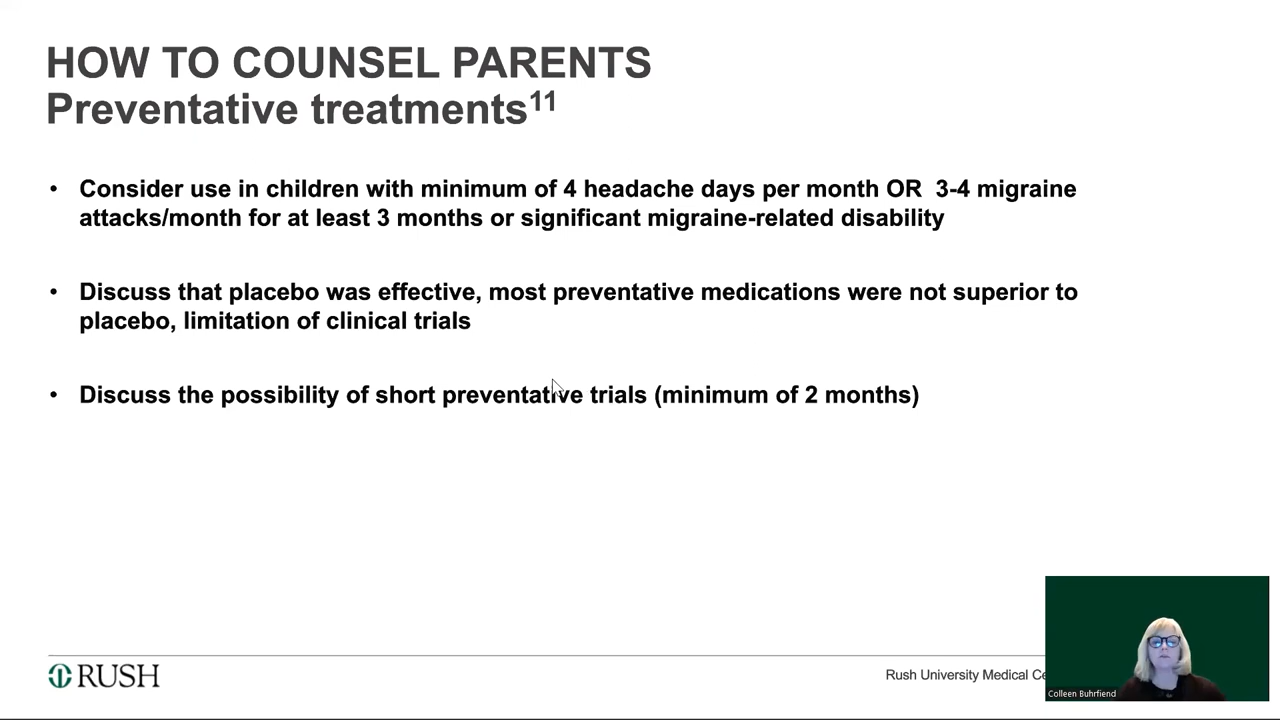 HOW TO COUNSEL PARENTS
Preventative treatments11
• Consider use in children with minimum of 4 headache days per month OR  3-4 migraine
attacks/month for at least 3 months or significant migraine-related disability
• Discuss that placebo was effective, most preventative medications were not superior to
placebo, limitation of clinical trials
• Discuss the possibility of short preventative trials (minimum of 2 months)
RUSH
Rush University Medical Ce
Colleen Buhrfiend